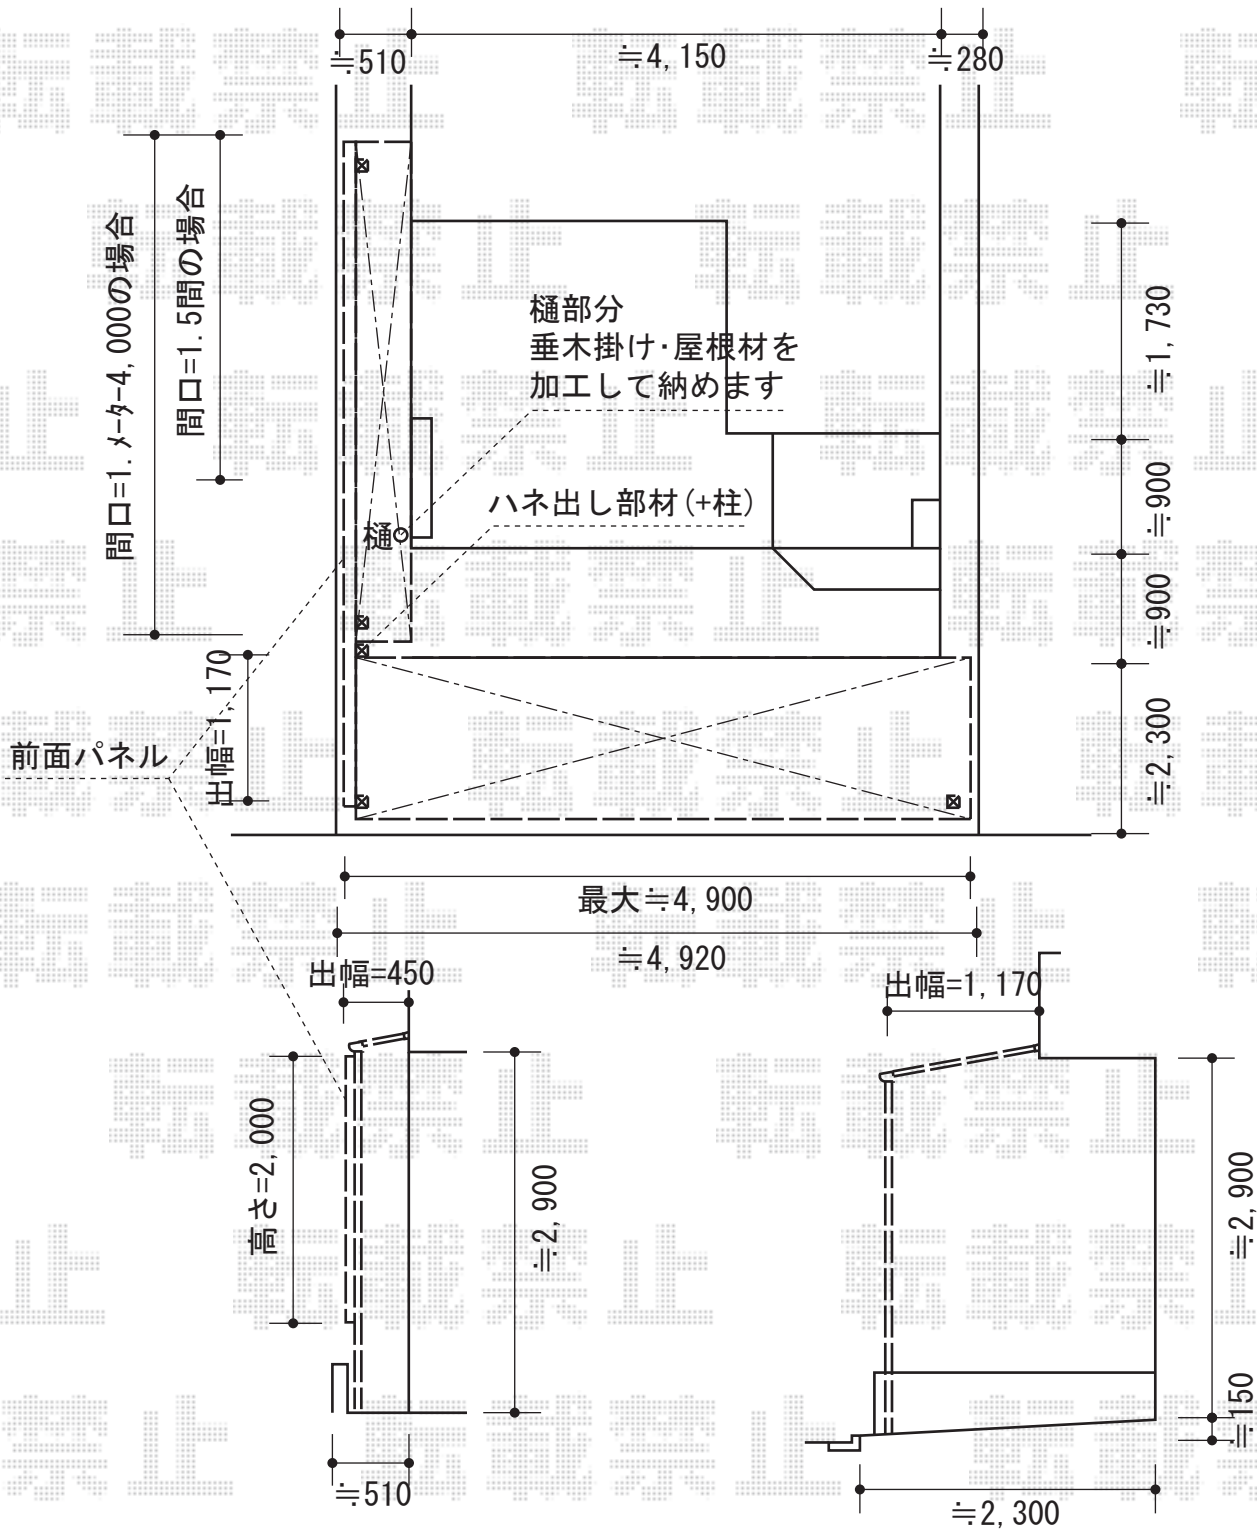 ≒510
≒4,150
≒280
間口=1.メーター4,000の場合
間口=1.5間の場合
樋部分
垂木掛け・屋根材を
加工して納めます
ハネ出し部材(+柱)
樋
≒1,730
≒900
≒900
≒2,300
出幅=1,170
前面パネル
最大≒4,900
≒4,920
出幅=450
出幅=1,170
高さ=2,000
≒2,900
≒2,900
≒150
≒510
≒2,300
転載禁止